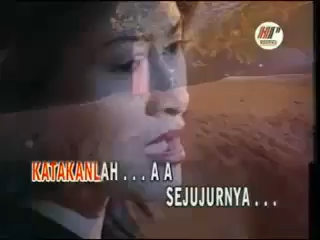 KATAKANLAH . . . A A
SEJUJURNYA . . .